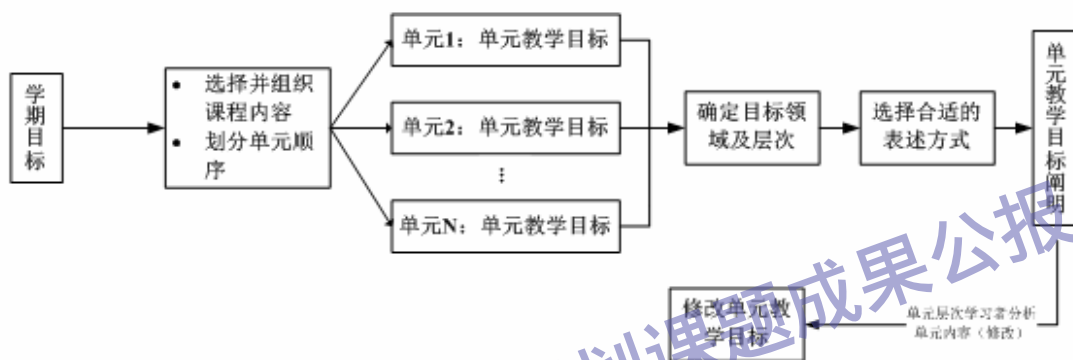 学期目标
• 选择并组织
课程内容
• 划分单元顺
序
单元1：单元教学目标
单元2：单元教学目标
⋮
单元N：单元教学目标
确定目标领
域及层次
选择合适的
表述方式
单元教学目标阐明
单元层次学习者分析
单元内容（修改）
修改单元教
学目标
划课题成果公报